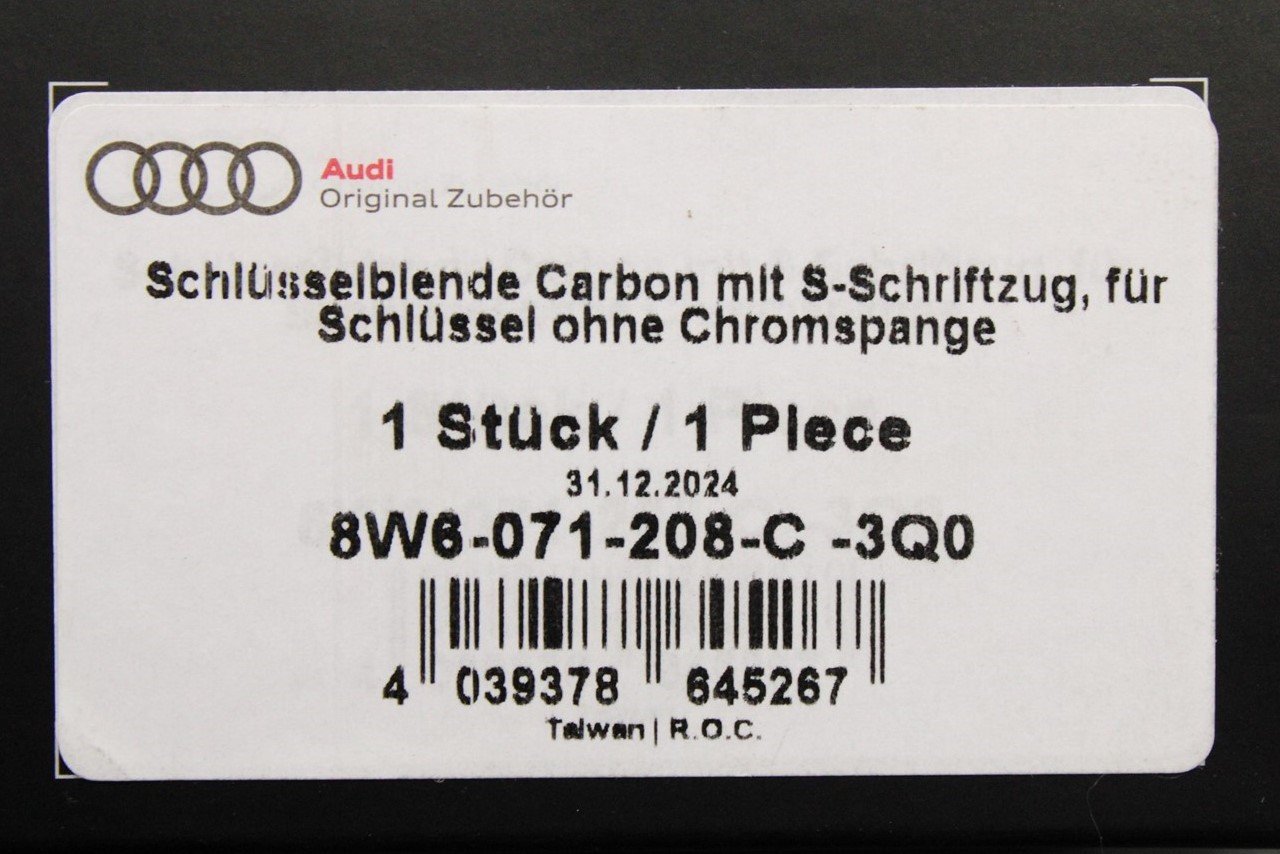 Audi
Original Zubehör
Schlüsselblende Carbon mit S-Schriftzug, für
Schlüssel ohne Chromspange
1 Stück / 1 Piece
31.12.2024
8W6-071-208-C -3Q0
4 039378 645267
Taiwan | R.O.C.